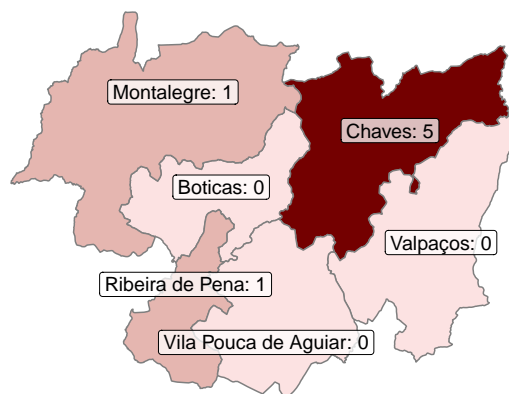 Montalegre: 1
Chaves: 5
Boticas: 0
Valpaços: 0
Ribeira de Pena: 1
Vila Pouca de Aguiar: 0